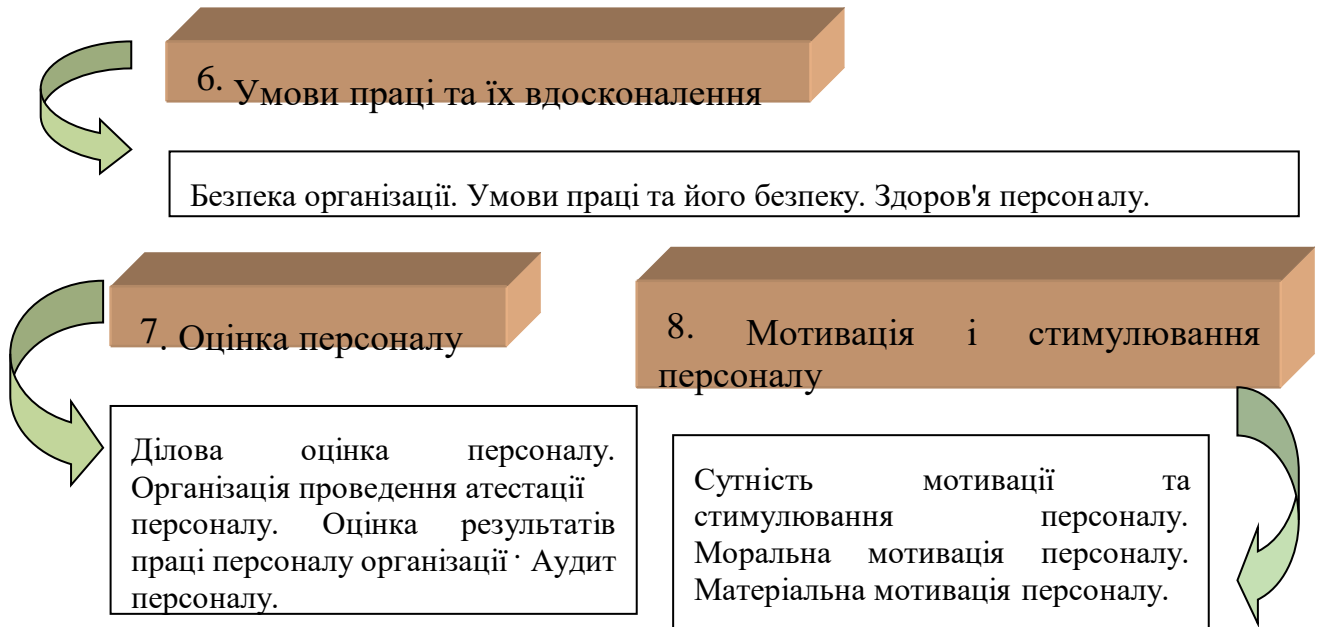 6. Умови праці та їх вдосконалення
Безпека організації. Умови праці та його безпеку. Здоров'я персоналу.
7. Оцінка персоналу
Ділова оцінка персоналу.
Організація проведення атестації
персоналу. Оцінка результатів
праці персоналу організації · Аудит
персоналу.
8. Мотивація і стимулювання
персоналу
Сутність мотивації та
стимулювання персоналу.
Моральна мотивація персоналу.
Матеріальна мотивація персоналу.